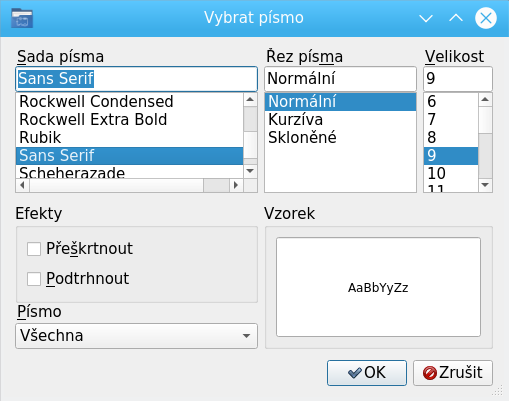 Vybrat písmo
Sada písma
Řez písma
Velikost
Sans Serif
Normální
9
Rockwell Condensed
Rockwell Extra Bold
Rubik
Sans Serif
Scheherazade
Normální
Kurzíva
Skloněné
6
7
8
9
10
11
Efekty
Vzorek
Přeškrtnout
Podtrhnout
AaBbYyZz
Písmo
Všechna
OK
Zrušit